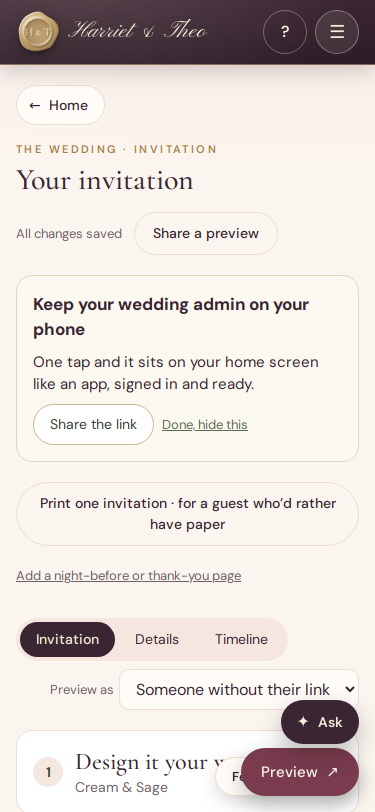 H & T
Harriet & Theo
?
☰
← Home
THE WEDDING · INVITATION
Your invitation
All changes saved
Share a preview
Keep your wedding admin on your
phone
One tap and it sits on your home screen
like an app, signed in and ready.
Share the link
Done, hide this
Print one invitation · for a guest who’d rather
have paper
Add a night-before or thank-you page
Invitation
Details
Timeline
Preview as
Someone without their link
✦ Ask
1
Design it your
Cream & Sage
Preview ↗